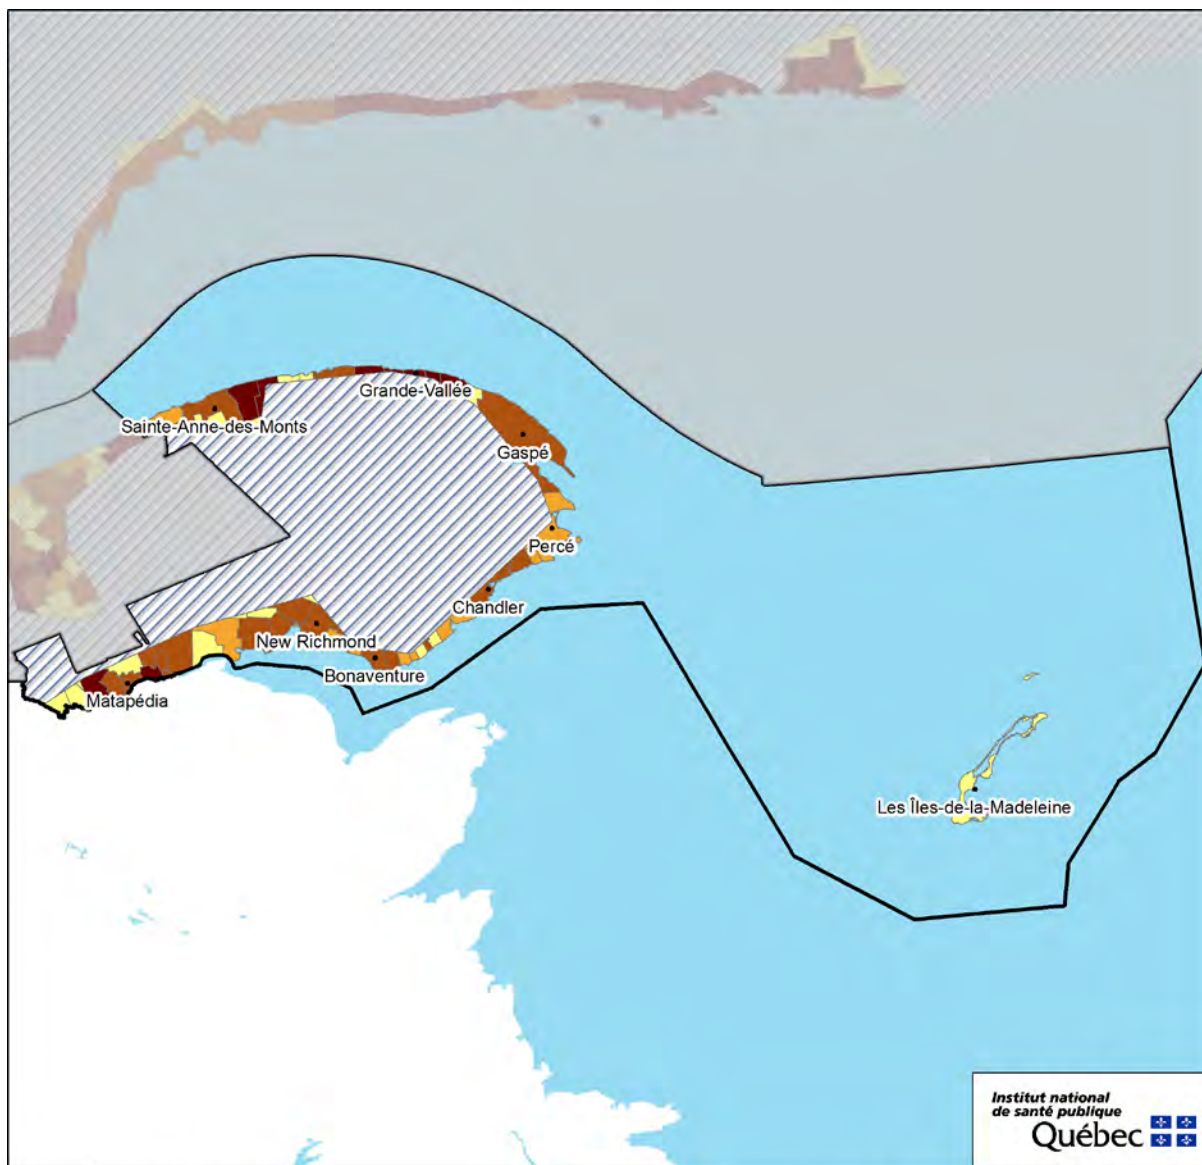 Grande-Vallée
Sainte-Anne-des-Monts
Gaspé
Percé
Chandler
New Richmond
Bonaventure
Matapédia
Les Îles-de-la-Madeleine
Institut national
de santé publique
Québec